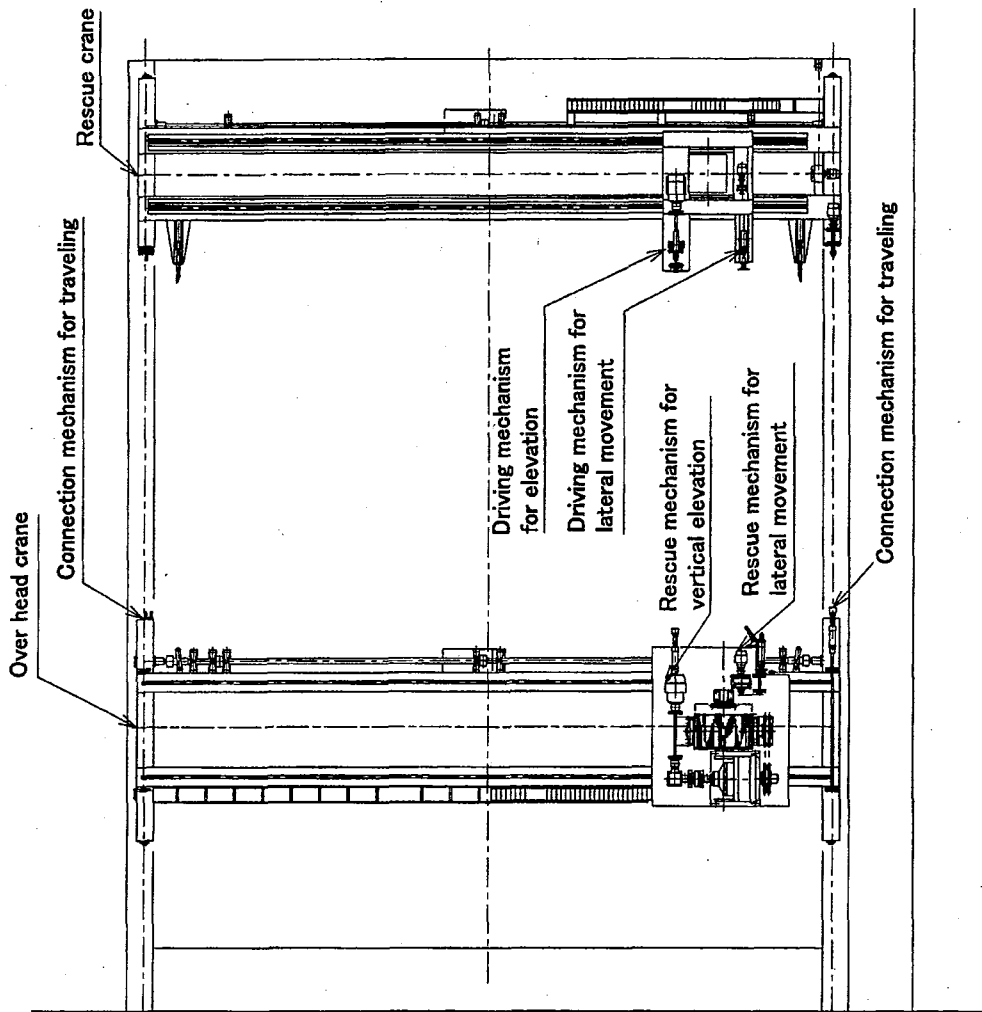 Over head crane
Connection mechanism for traveling
Rescue crane
Driving mechanism
for elevation
Driving mechanism for
lateral movement
Rescue mechanism for
vertical elevation
Rescue mechanism for
lateral movement
Connection mechanism for traveling